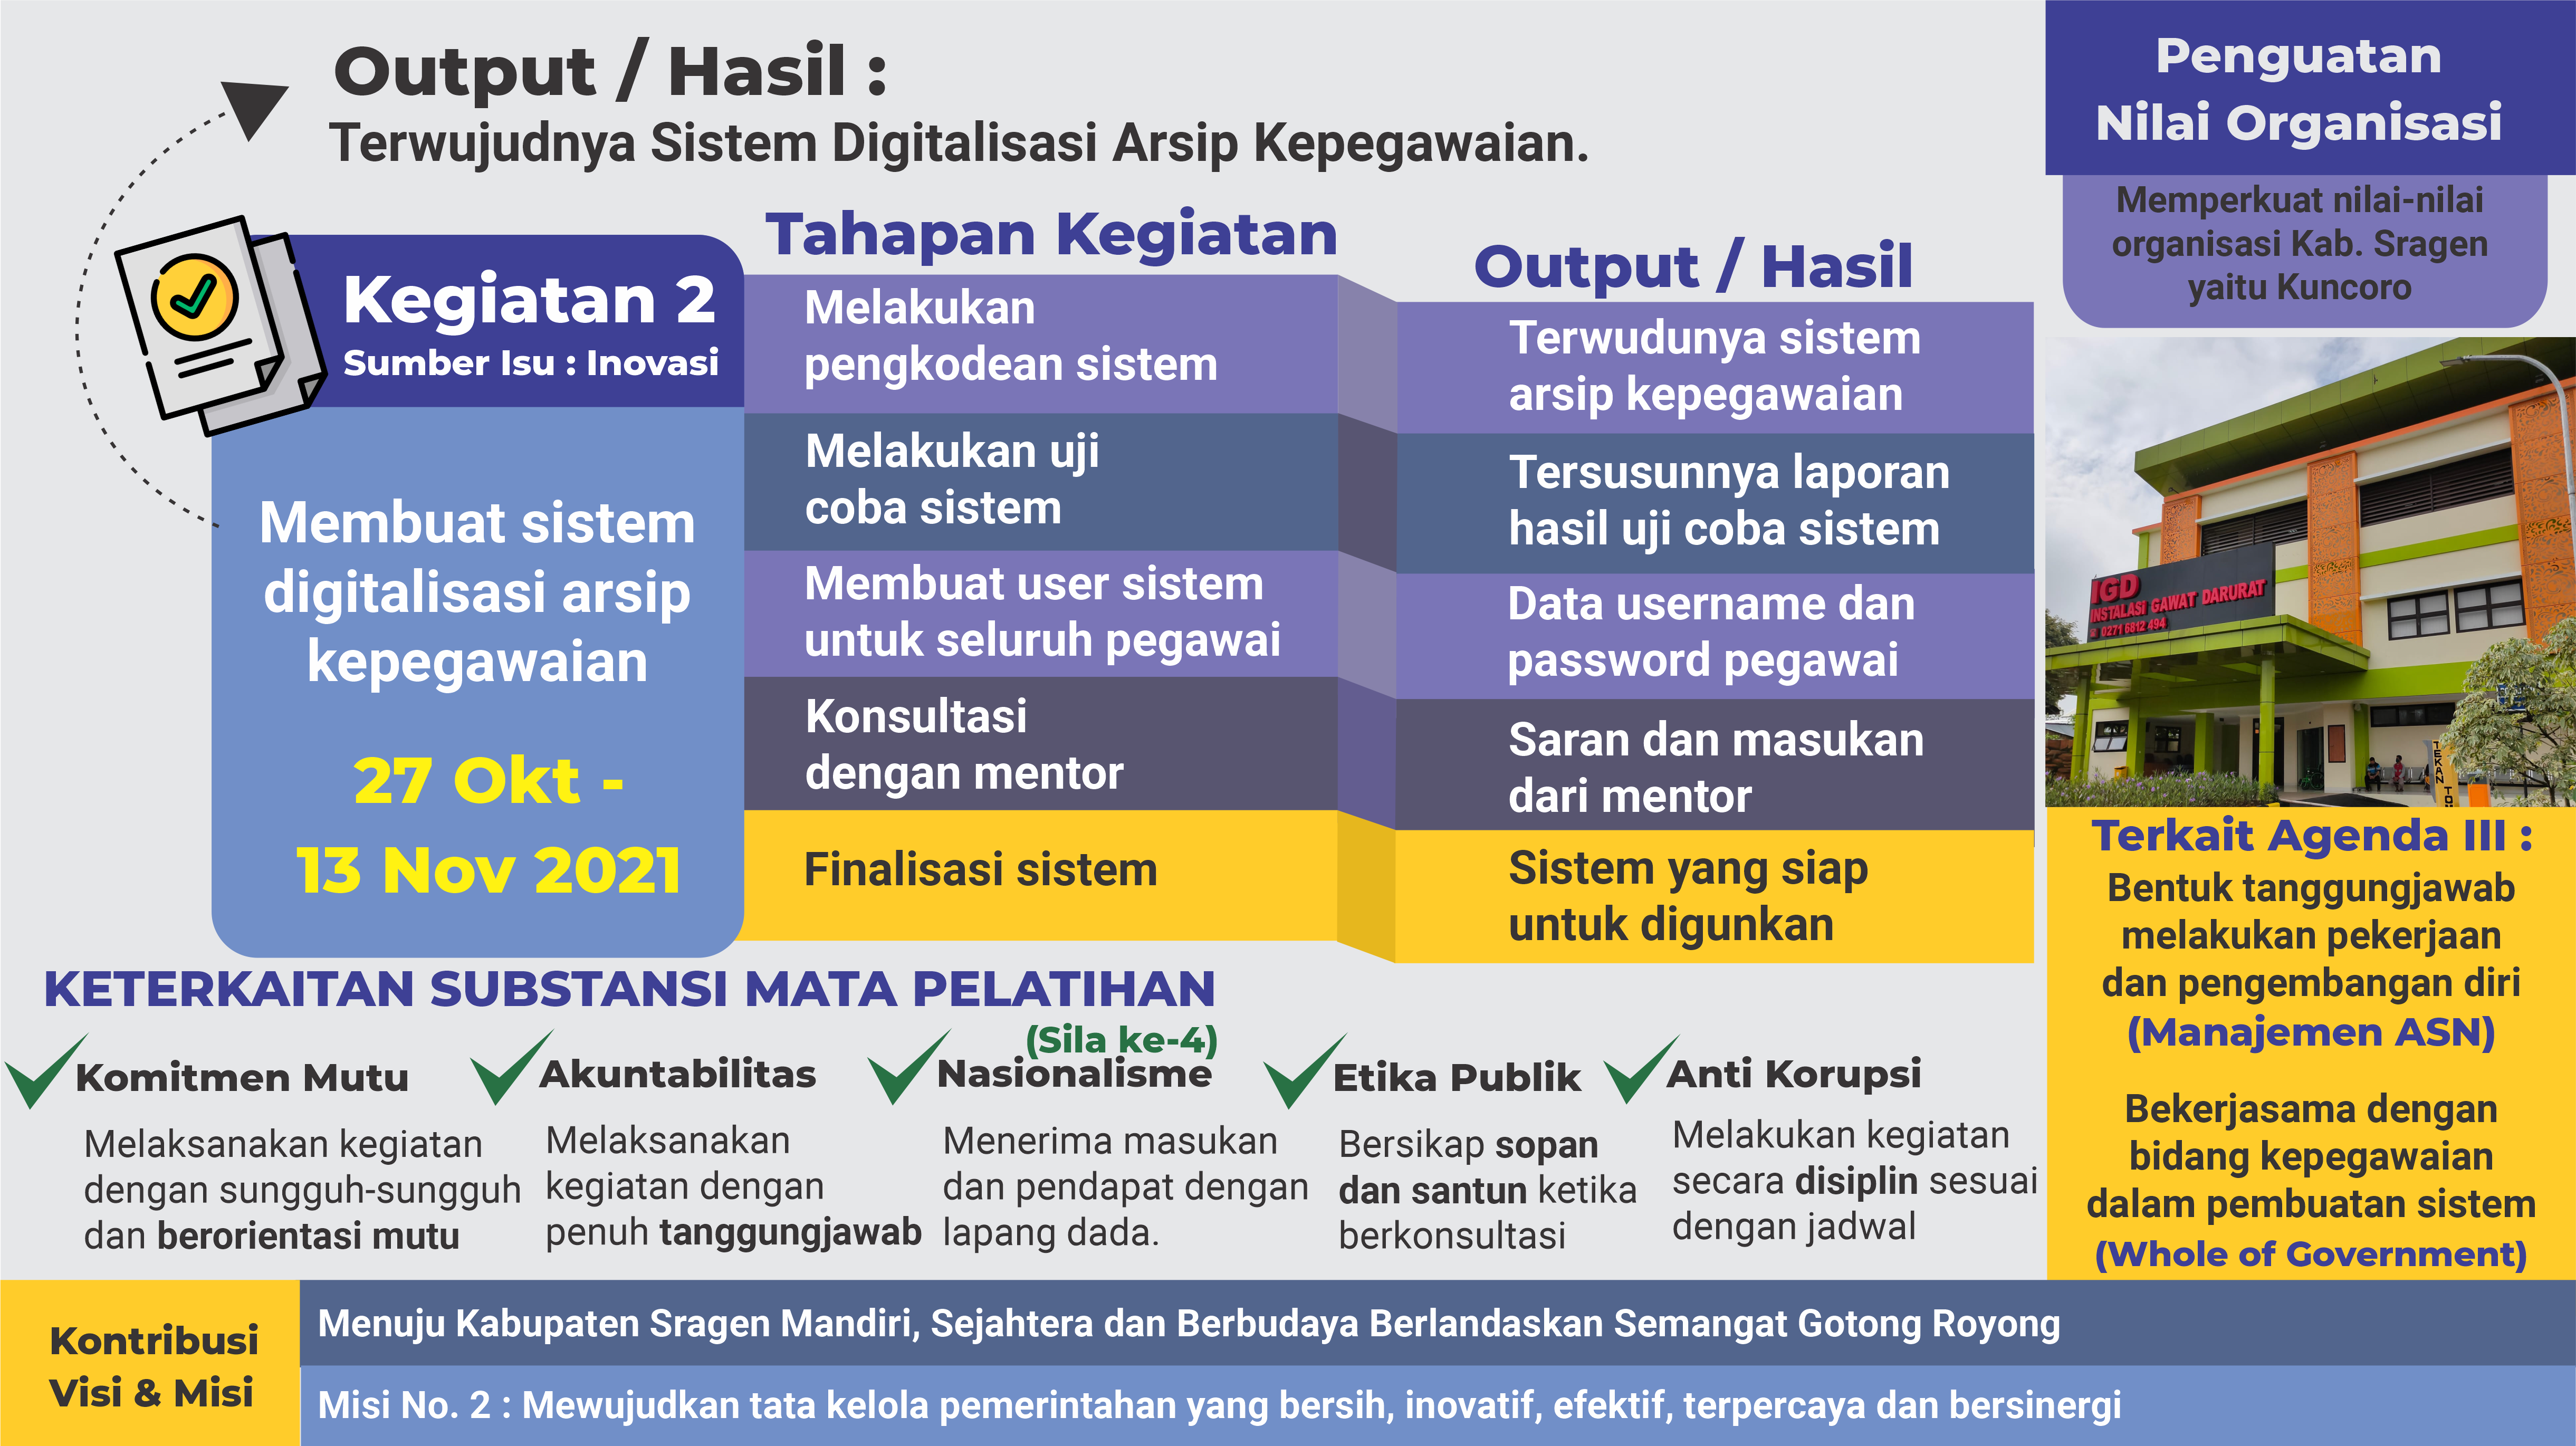 Output / Hasil :
Terwujudnya Sistem Digitalisasi Arsip Kepegawaian.
Kegiatan 2
Sumber Isu : Inovasi
Membuat sistem
digitalisasi arsip
kepegawaian
27 Okt -
13 Nov 2021
Tahapan Kegiatan
Melakukan
pengkodean sistem
Melakukan uji
coba sistem
Membuat user sistem
untuk seluruh pegawai
Konsultasi
dengan mentor
Finalisasi sistem
Output / Hasil
Terwudunya sistem
arsip kepegawaian
Tersusunnya laporan
hasil uji coba sistem
Data username dan
password pegawai
Saran dan masukan
dari mentor
Sistem yang siap
untuk digunkan
Penguatan
Nilai Organisasi
Memperkuat nilai-nilai
organisasi Kab. Sragen
yaitu Kuncoro
IGD
INSTALASI GAWAT DARURAT
0271 6812 494
TEKAN
Terkait Agenda III :
Bentuk tanggungjawab
melakukan pekerjaan
dan pengembangan diri
(Manajemen ASN)
Bekerjasama dengan
bidang kepegawaian
dalam pembuatan sistem
(Whole of Government)
KETERKAITAN SUBSTANSI MATA PELATIHAN
Komitmen Mutu
Melaksanakan kegiatan
dengan sungguh-sungguh
dan berorientasi mutu
Akuntabilitas
Melaksanakan
kegiatan dengan
penuh tanggungjawab
(Sila ke-4)
Nasionalisme
Menerima masukan
dan pendapat dengan
lapang dada.
Etika Publik
Bersikap sopan
dan santun ketika
berkonsultasi
Anti Korupsi
Melakukan kegiatan
secara disiplin sesuai
dengan jadwal
Kontribusi
Visi & Misi
Menuju Kabupaten Sragen Mandiri, Sejahtera dan Berbudaya Berlandaskan Semangat Gotong Royong
Misi No. 2 : Mewujudkan tata kelola pemerintahan yang bersih, inovatif, efektif, terpercaya dan bersinergi